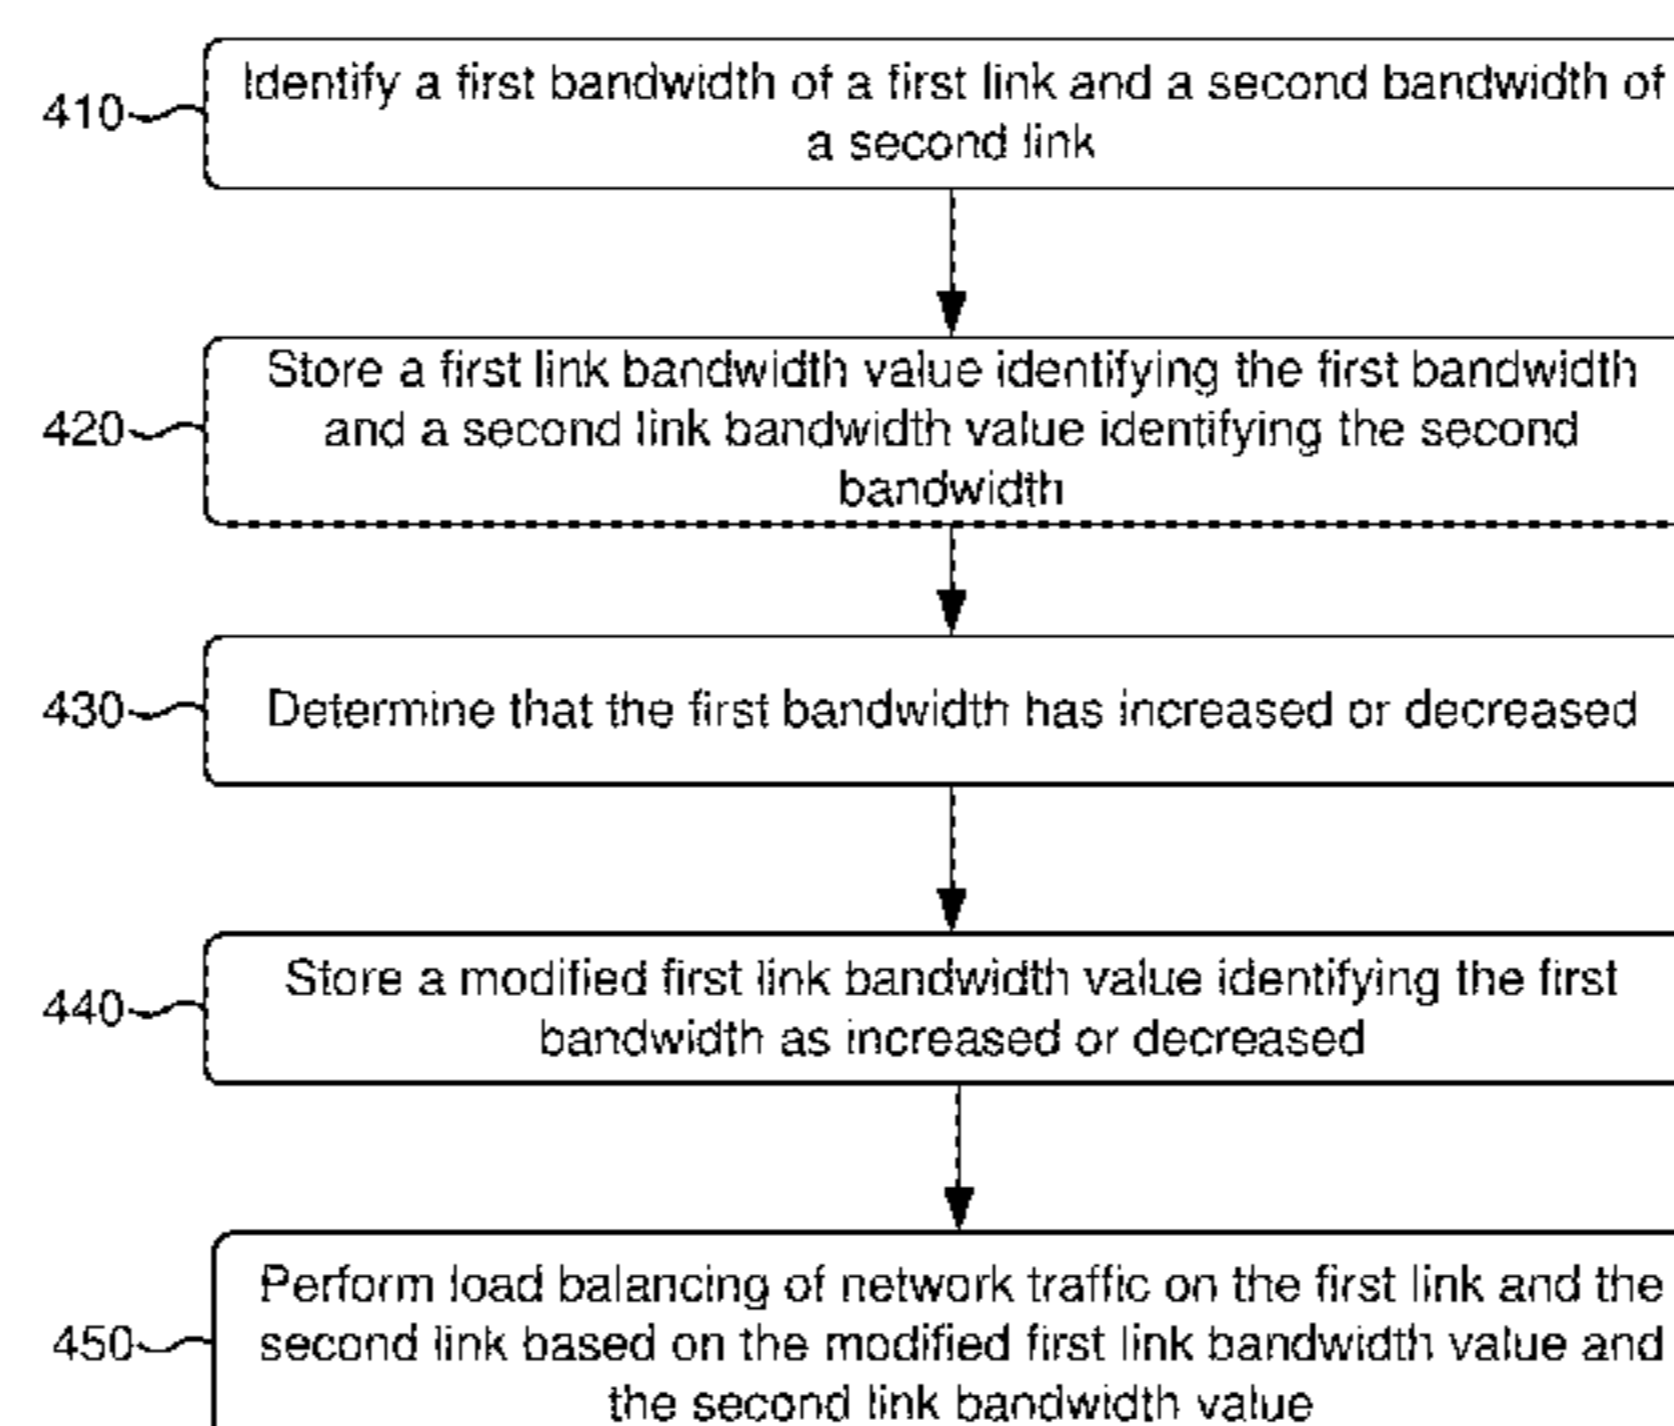 410
Identify a first bandwidth of a first link and a second bandwidth of
a second link
420
Store a first link bandwidth value identifying the first bandwidth
and a second link bandwidth value identifying the second
bandwidth
430
Determine that the first bandwidth has increased or decreased
440
Store a modified first link bandwidth value identifying the first
bandwidth as increased or decreased
450
Perform load balancing of network traffic on the first link and the
second link based on the modified first link bandwidth value and
the second link bandwidth value